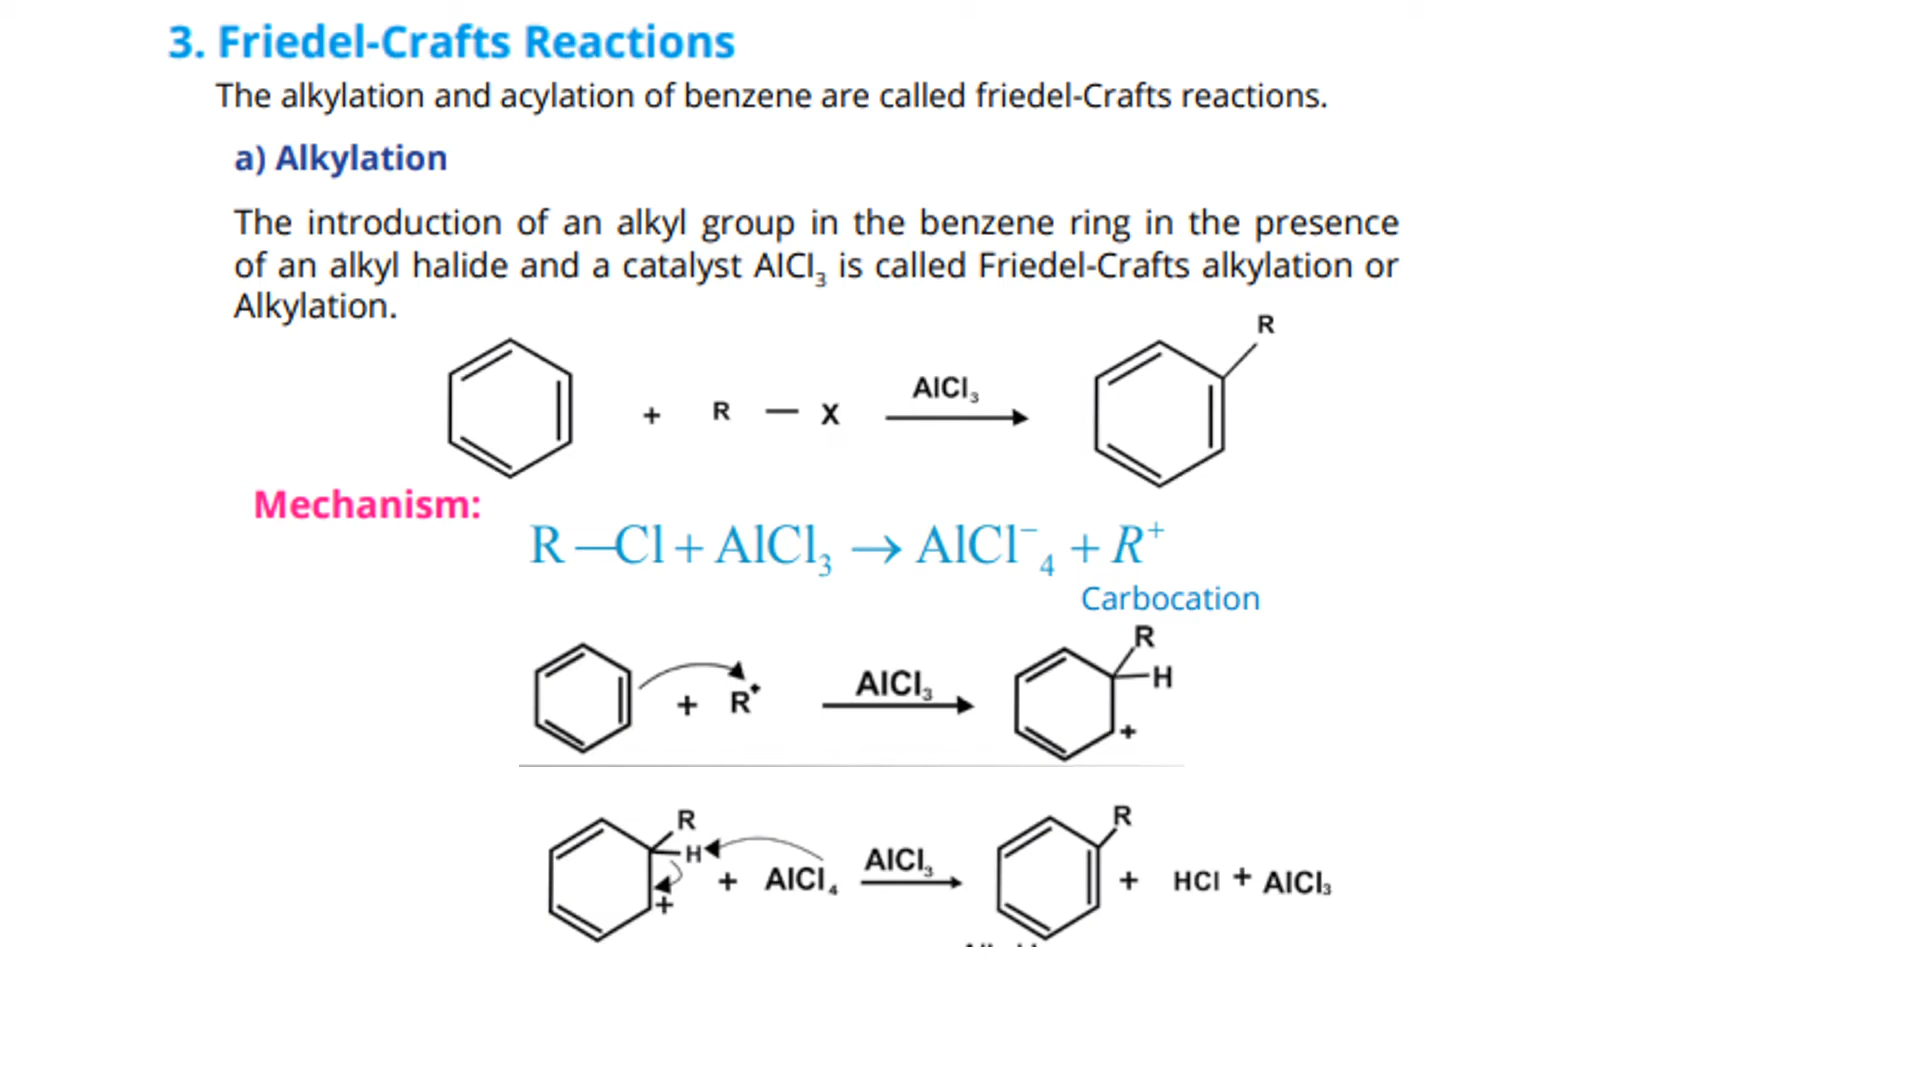 3. Friedel-Crafts Reactions
The alkylation and acylation of benzene are called friedel-Crafts reactions.
a) Alkylation
The introduction of an alkyl group in the benzene ring in the presence
of an alkyl halide and a catalyst AlCl₃ is called Friedel-Crafts alkylation or
Alkylation.
R
+ R — X AlCl₃
Mechanism:
R—Cl + AlCl₃ → AlCl⁻₄ + R⁺
Carbocation
R
H
+ R⁺ AlCl₃
+
R R
H
+ AlCl₄ AlCl₃ + HCl + AlCl₃
+